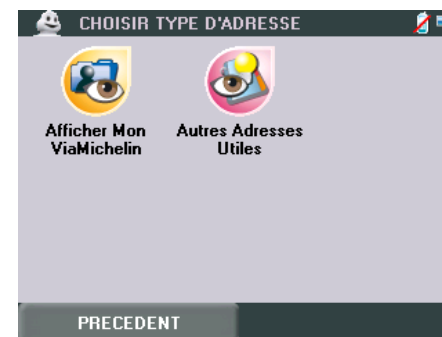 CHOISIR TYPE D'ADRESSE
Afficher Mon
ViaMichelin
Autres Adresses
Utiles
PRECEDENT